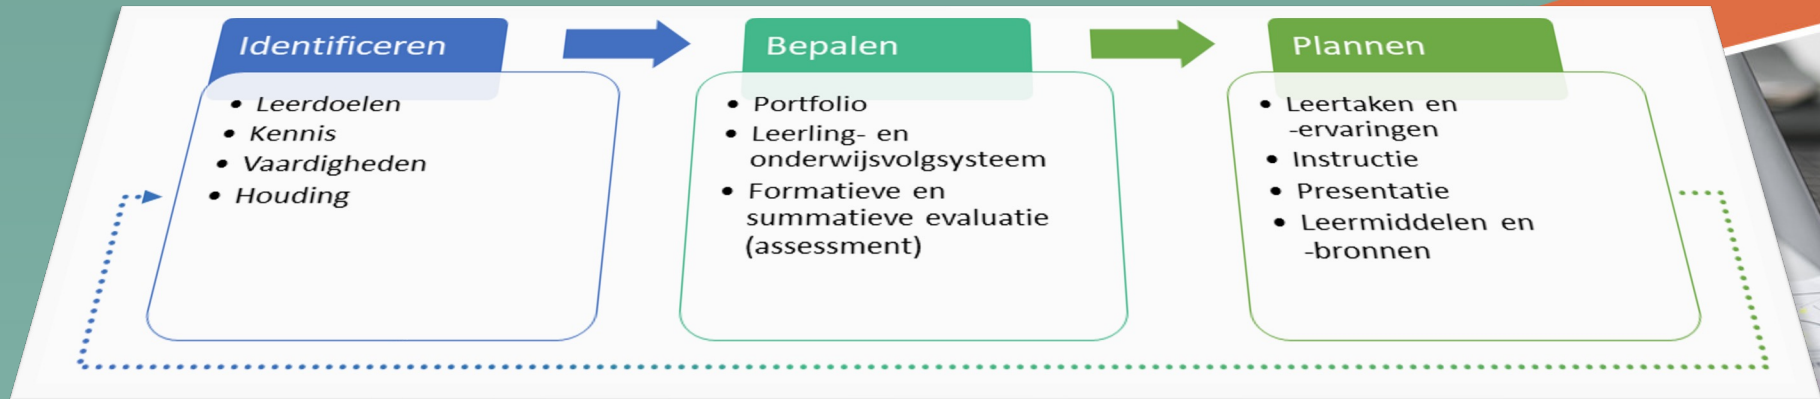 Identificeren
• Leerdoelen
• Kennis
• Vaardigheden
• Houding
Bepalen
• Portfolio
• Leerling- en
onderwijsvolgsysteem
• Formatieve en
summatieve evaluatie
(assessment)
Plannen
• Leertaken en
-ervaringen
• Instructie
• Presentatie
• Leermiddelen en
-bronnen